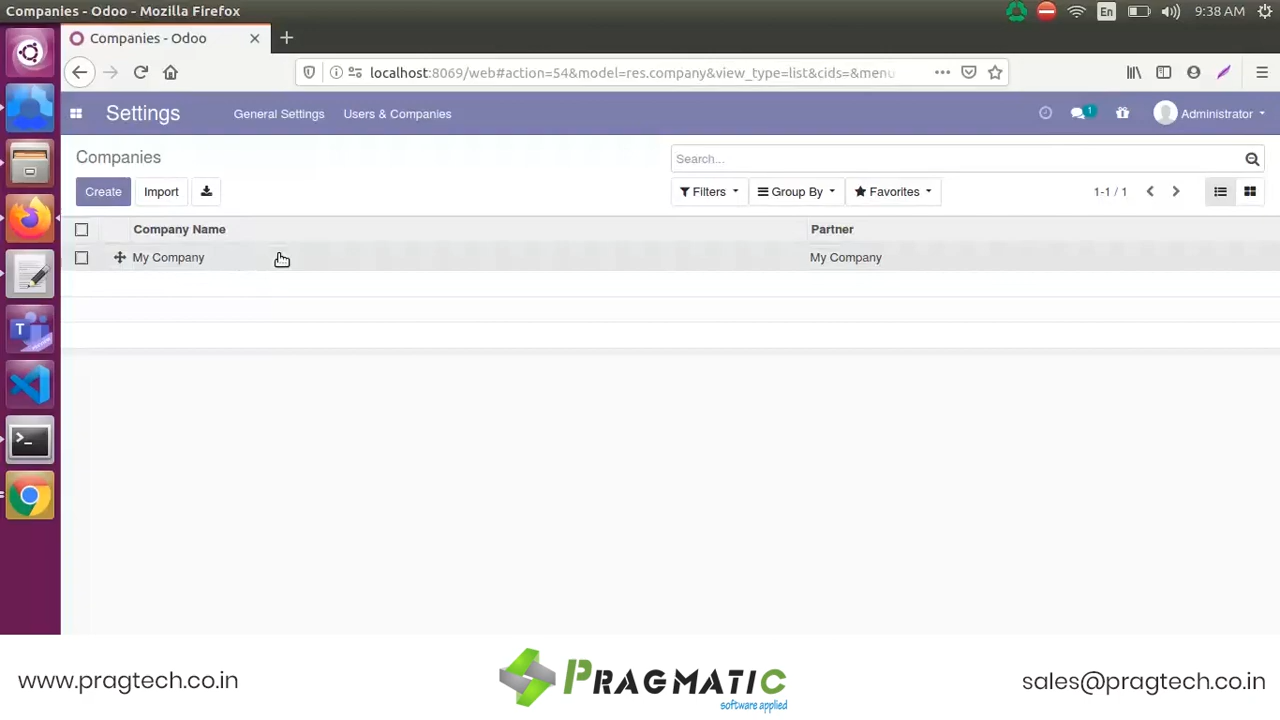 Companies - Odoo - Mozilla Firefox
En
9:38 AM
Companies - Odoo
localhost:8069/web#action=54&model=res.company&view_type=list&cids=&menu
Settings
General Settings
Users & Companies
1
Administrator
Companies
Search...
Create
Import
Filters
Group By
Favorites
1-1 / 1
Company Name
Partner
My Company
My Company
www.pragtech.co.in
PRAGMATIC
software applied
sales@pragtech.co.in